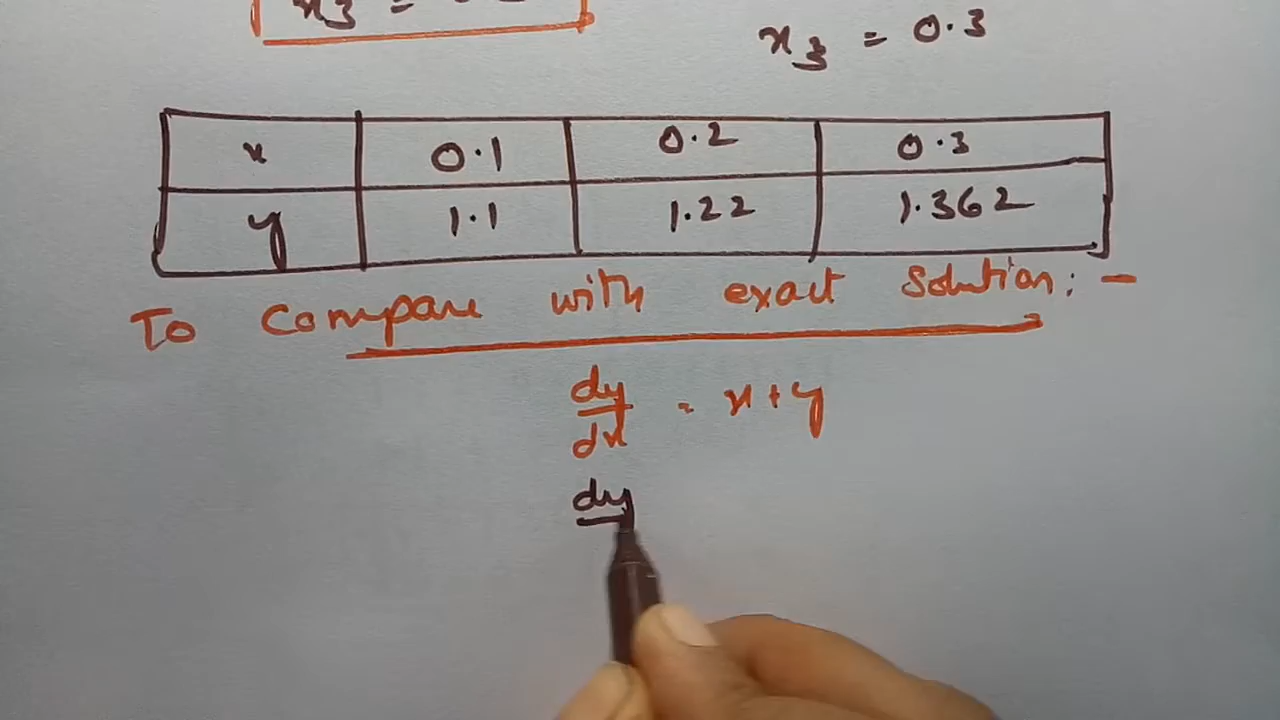 x₃ =
x₃ = 0.3
x 0.1 0.2 0.3
y 1.1 1.22 1.362
To Compare with exact Solution: -
dy/dx = x + y
dy